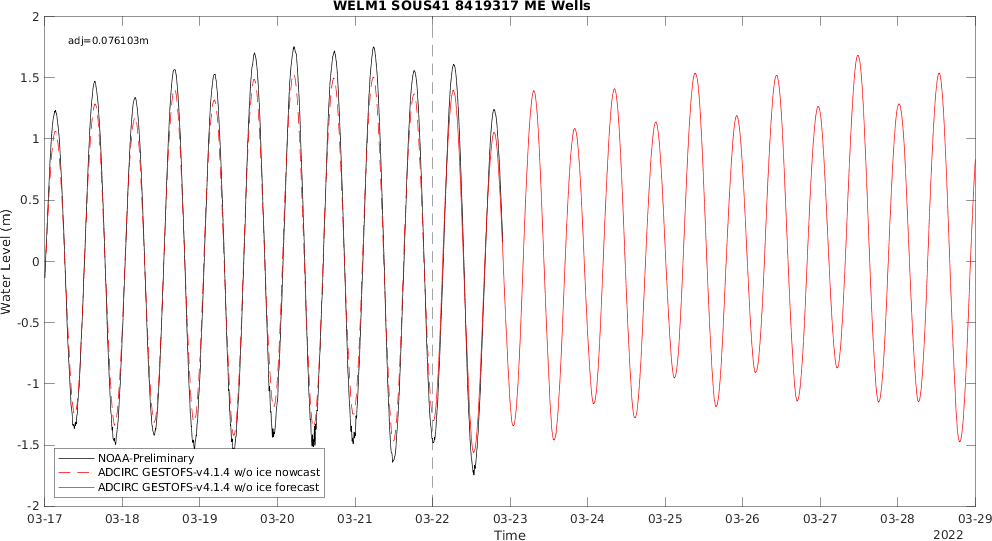 WELM1 SOUS41 8419317 ME Wells
adj=0.076103m
Water Level (m)
2
1.5
1
0.5
0
-0.5
-1
-1.5
-2
NOAA-Preliminary
ADCIRC GESTOFS-v4.1.4 w/o ice nowcast
ADCIRC GESTOFS-v4.1.4 w/o ice forecast
03-17 03-18 03-19 03-20 03-21 03-22 03-23 03-24 03-25 03-26 03-27 03-28 03-29
Time
2022